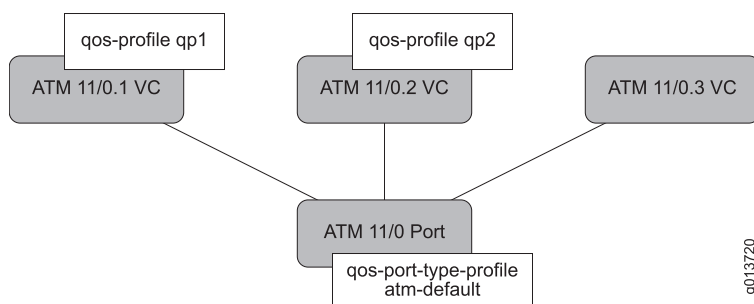 qos-profile qp1
qos-profile qp2
ATM 11/0.1 VC
ATM 11/0.2 VC
ATM 11/0.3 VC
ATM 11/0 Port
qos-port-type-profile
atm-default
g013720